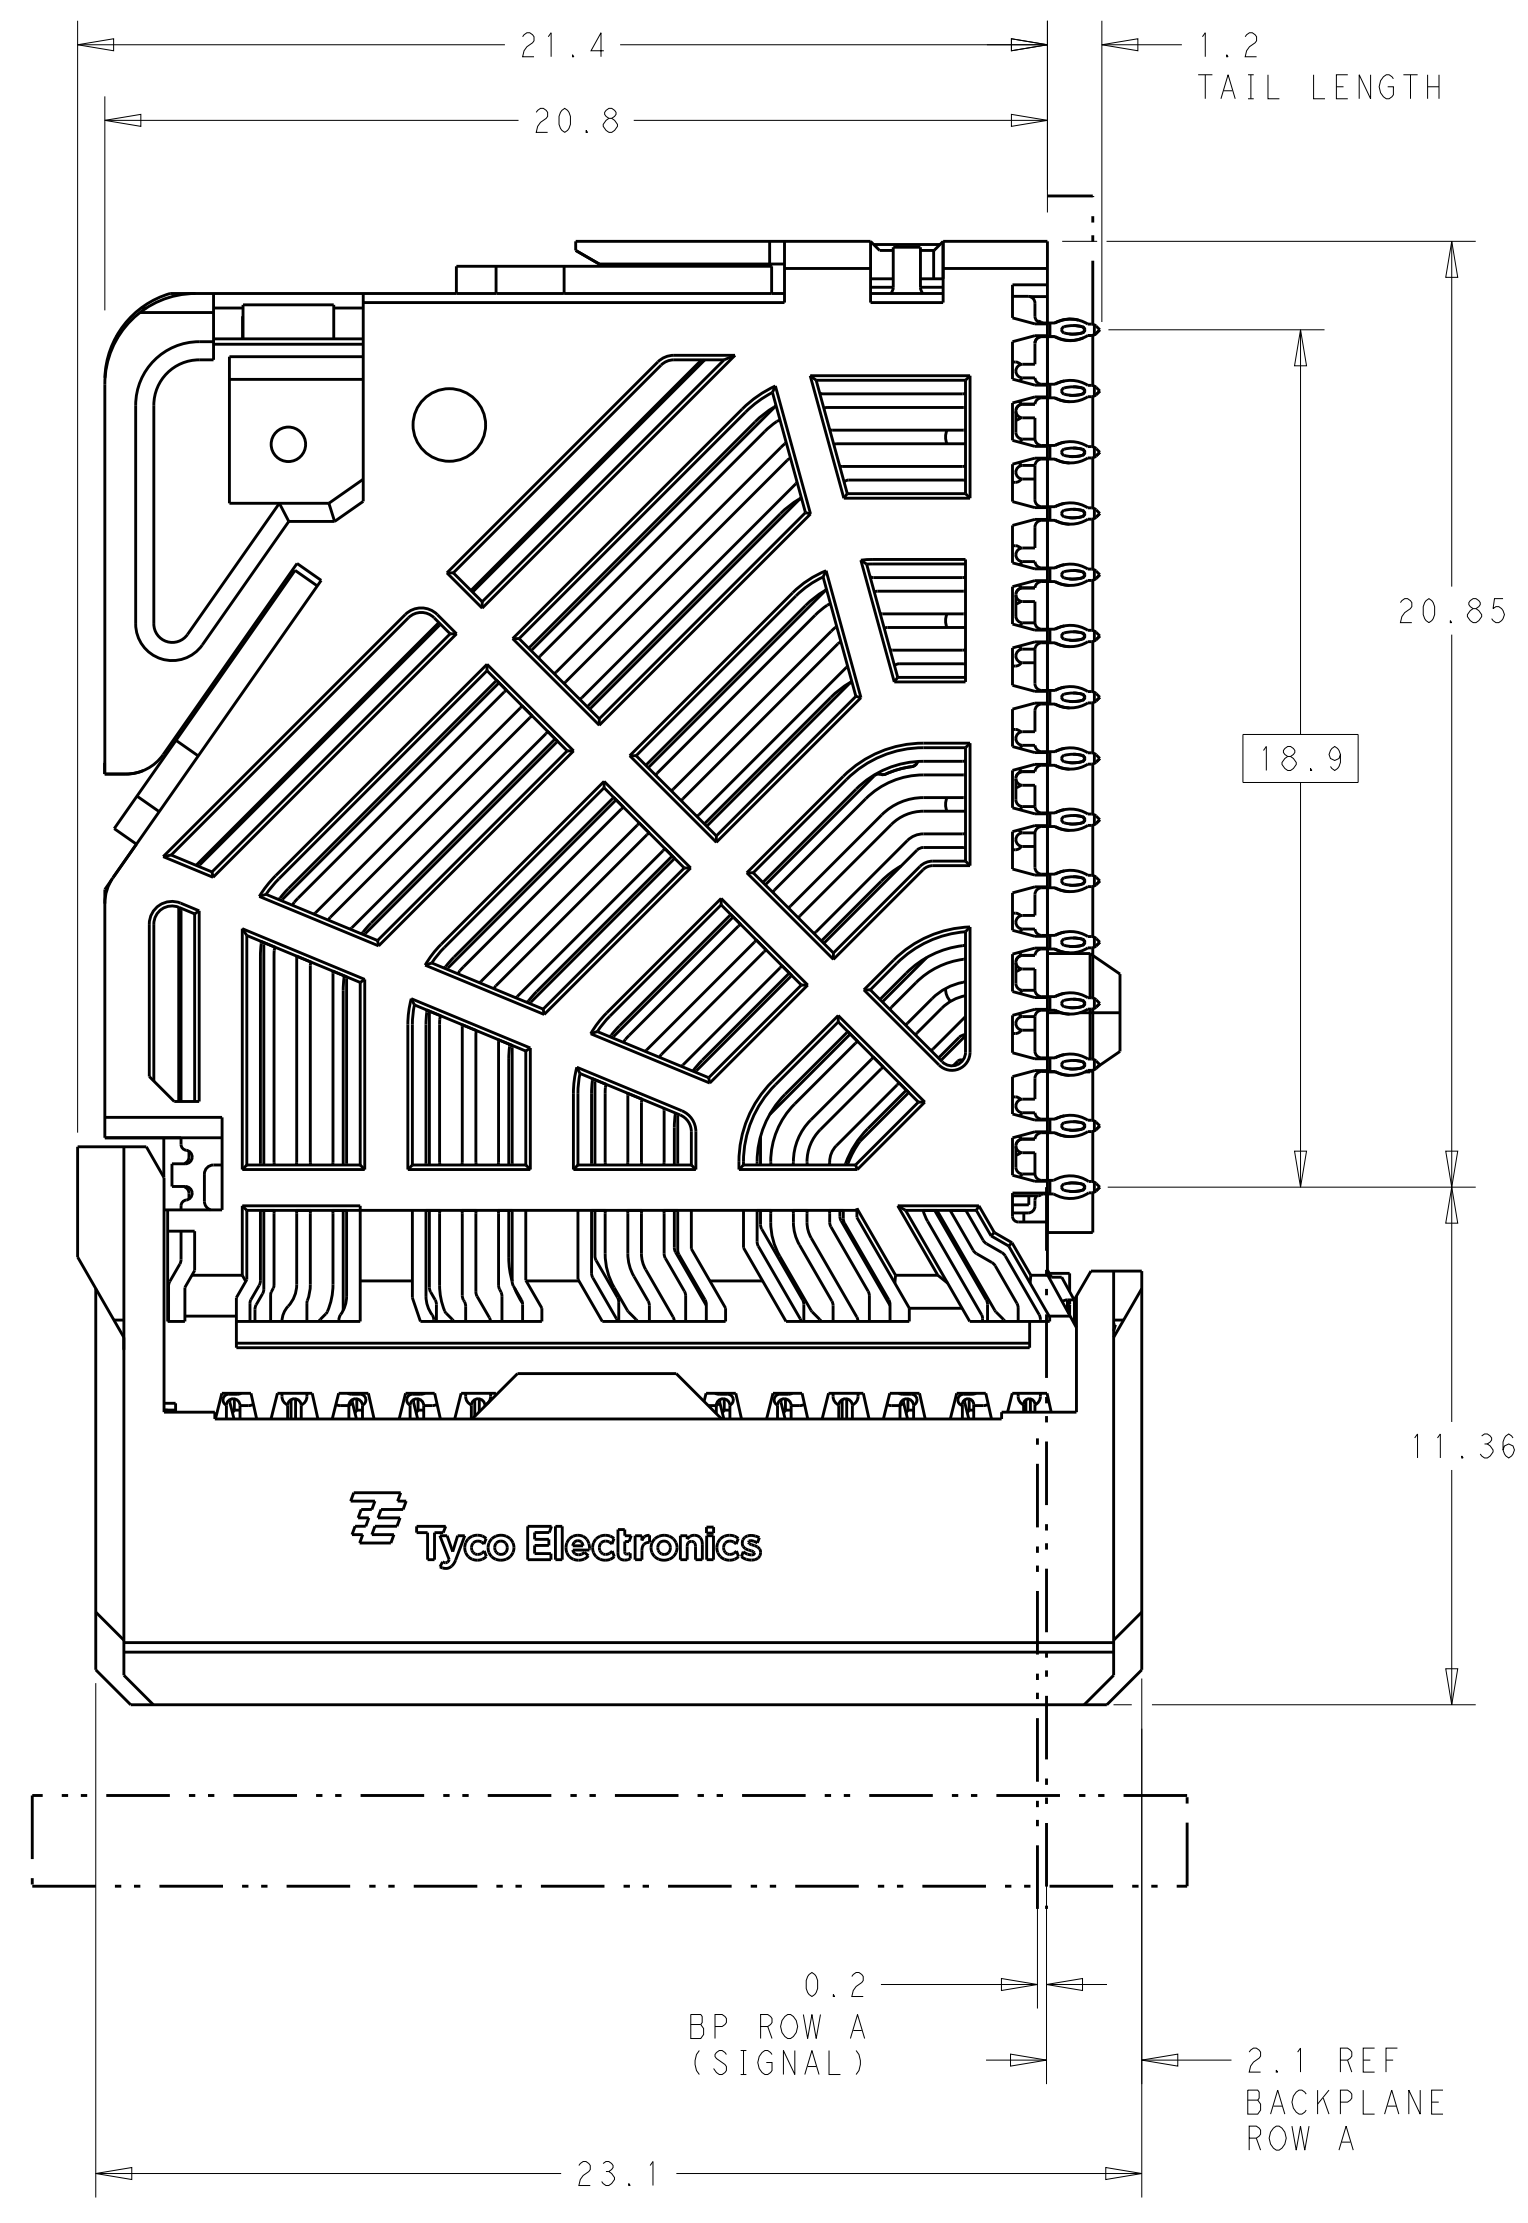 21.4
1.2
TAIL LENGTH
20.8
20.85
18.9
11.36
Tyco Electronics
0.2
BP ROW A
(SIGNAL)
2.1 REF
BACKPLANE
ROW A
23.1